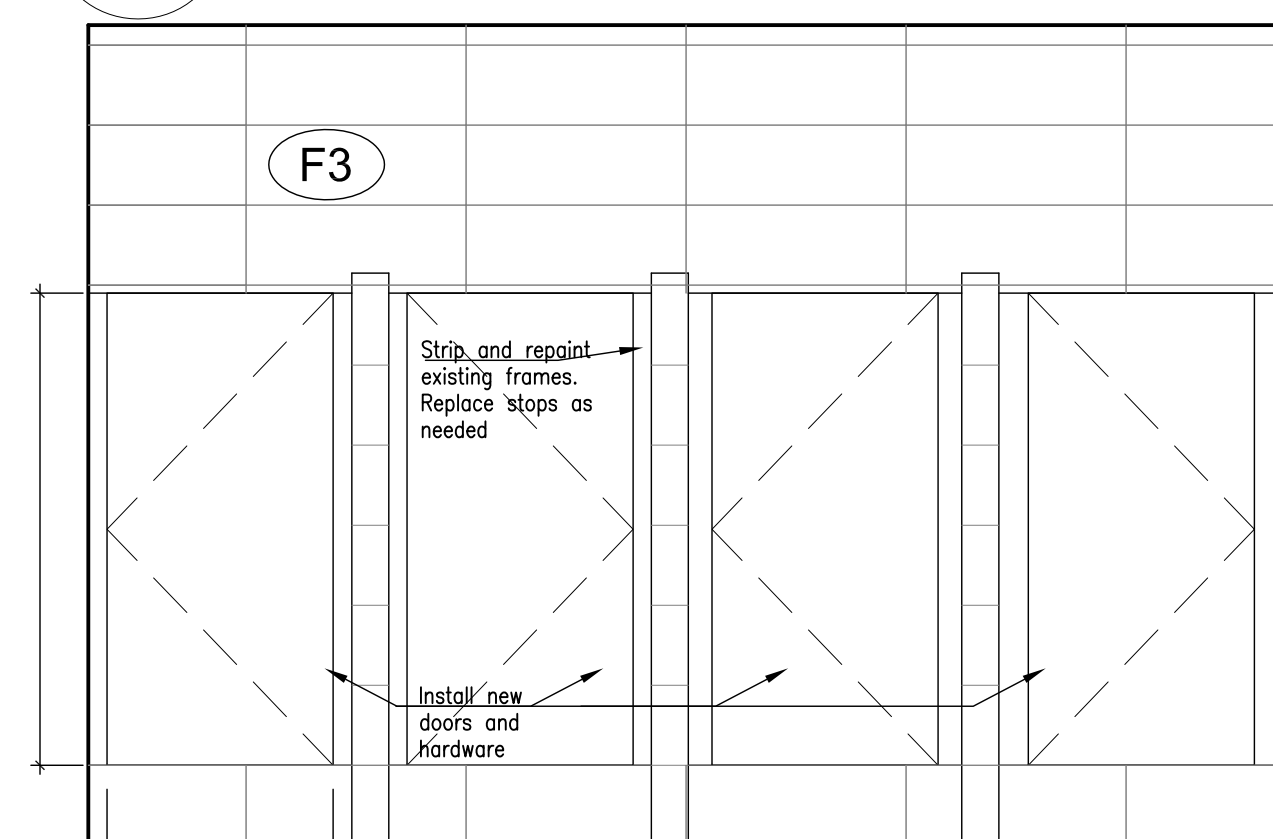 F3
Strip and repaint
existing frames.
Replace stops as
needed
Install new
doors and
hardware